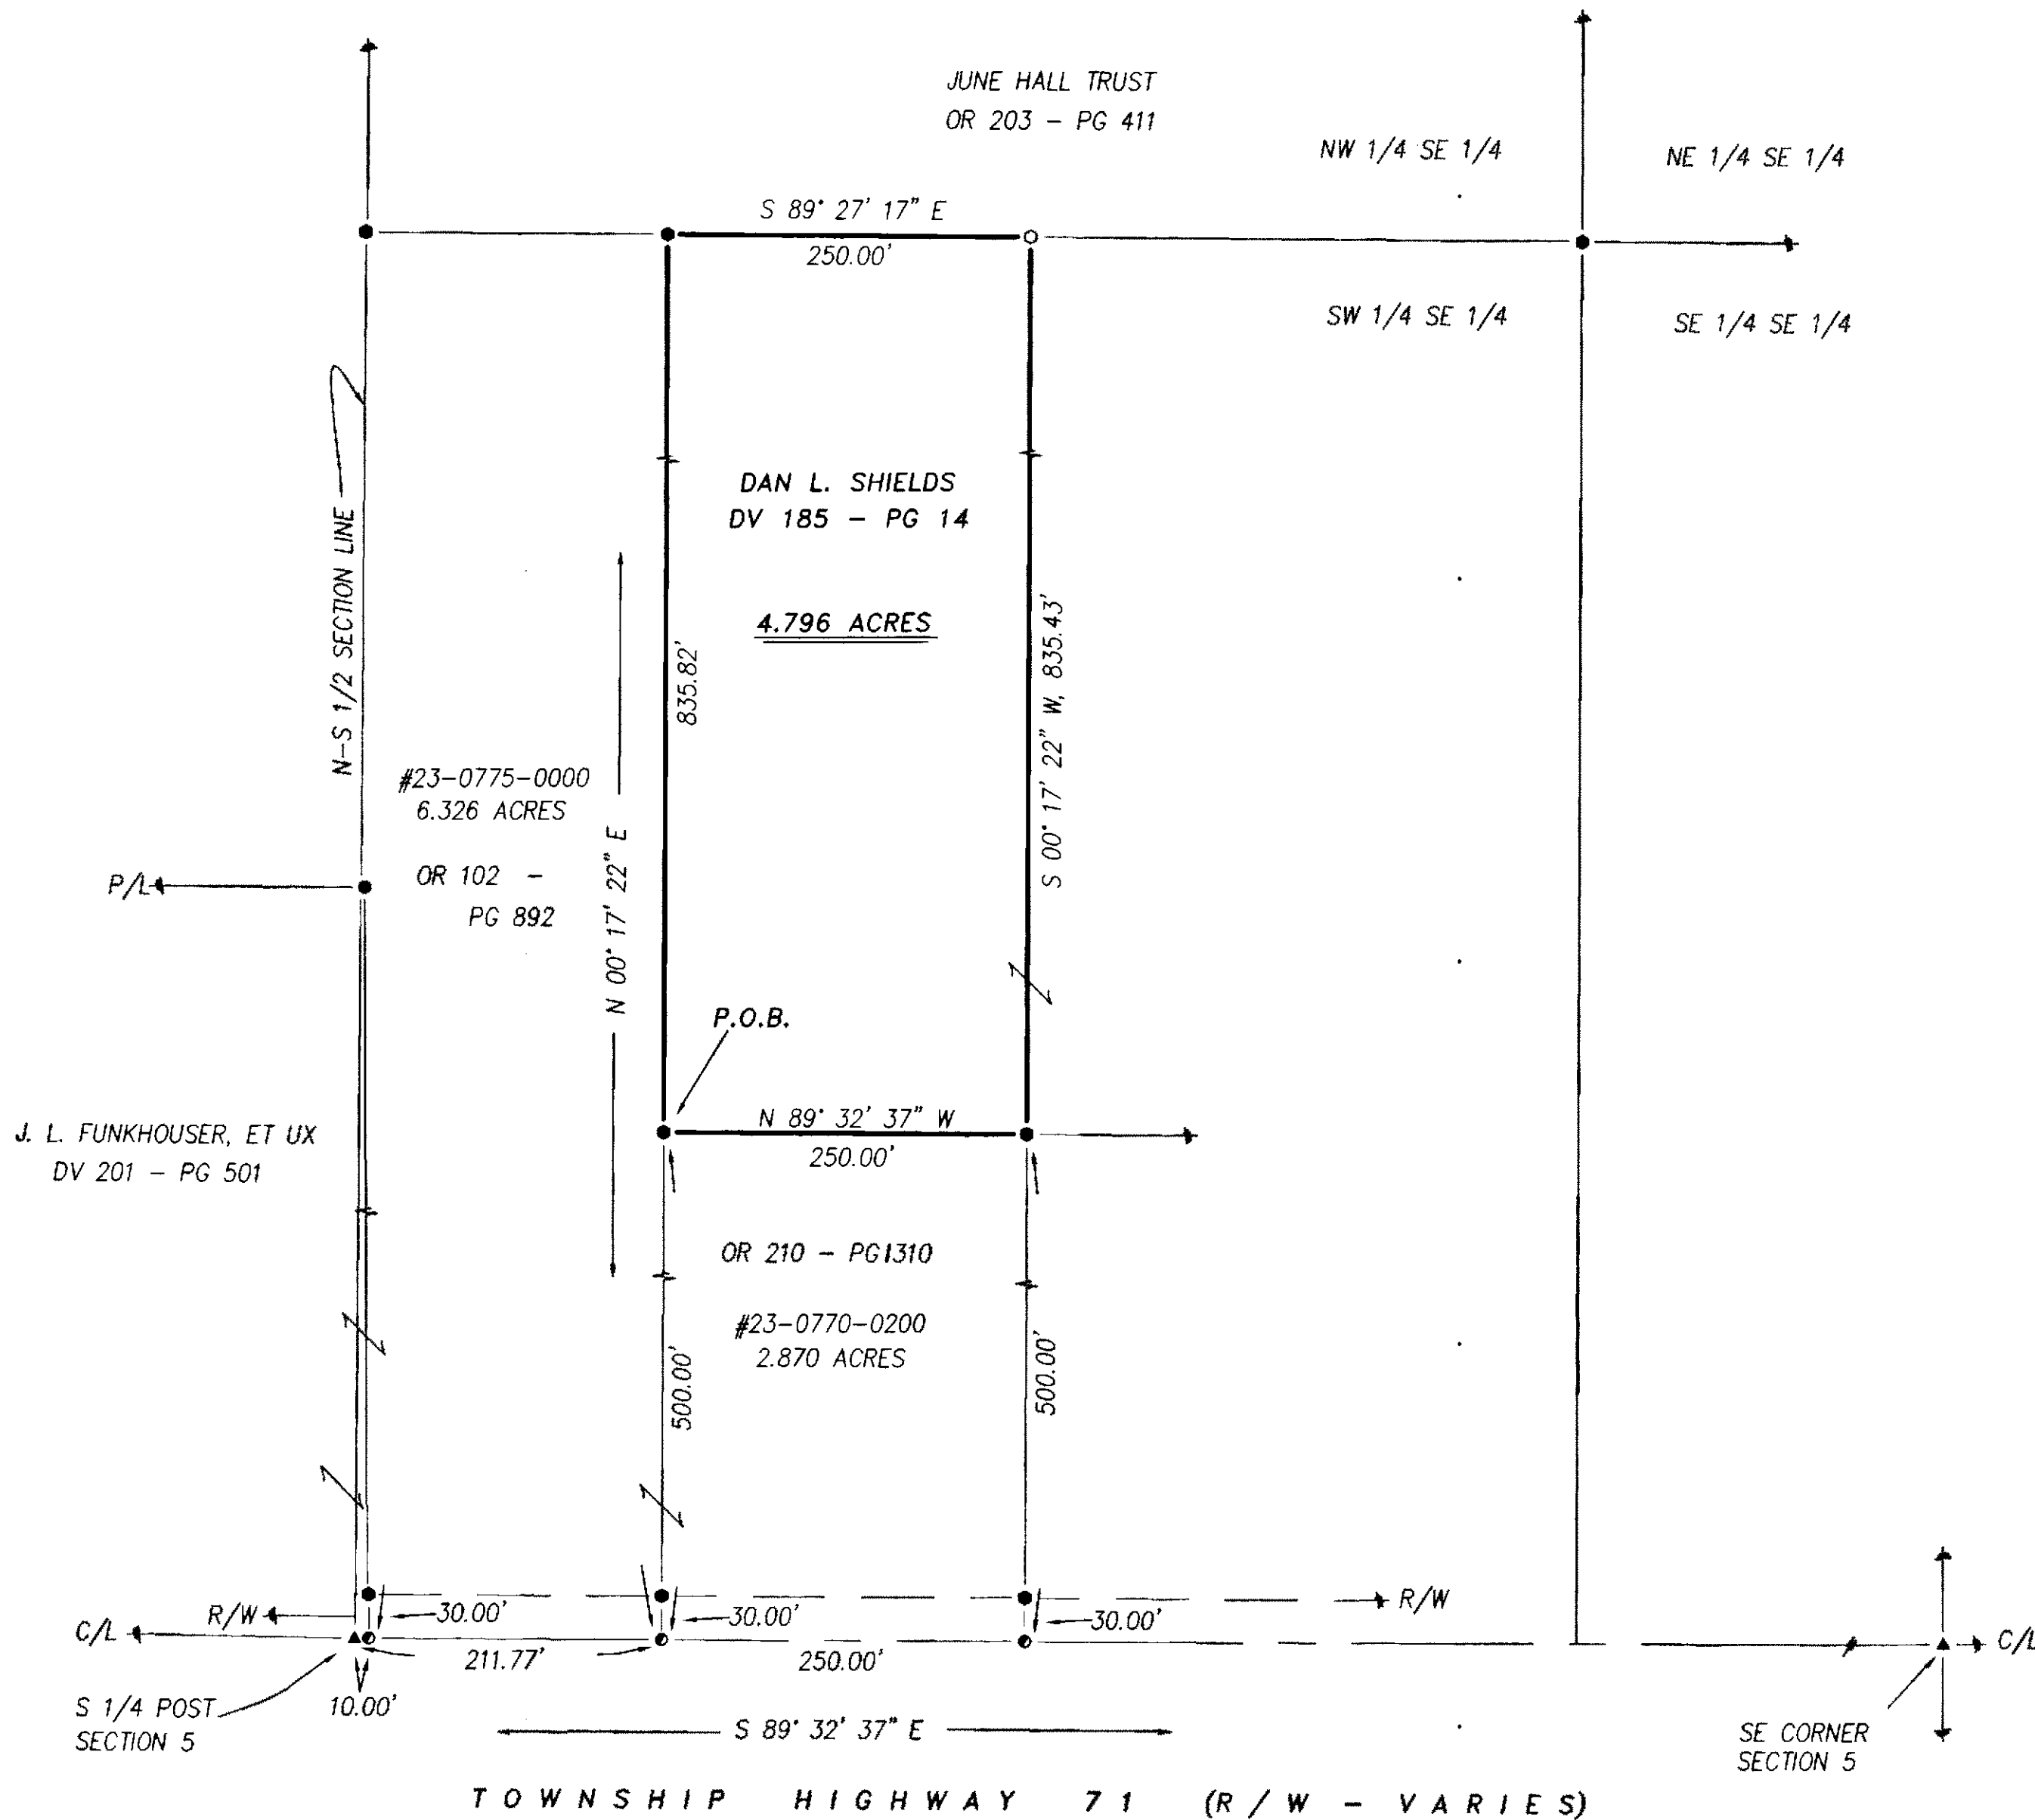 JUNE HALL TRUST
OR 203 - PG 411
NW 1/4 SE 1/4
NE 1/4 SE 1/4
S 89° 27' 17" E
250.00'
SW 1/4 SE 1/4
SE 1/4 SE 1/4
N-S 1/2 SECTION LINE
DAN L. SHIELDS
DV 185 - PG 14
4.796 ACRES
835.82'
S 00° 17' 22" W, 835.43'
#23-0775-0000
6.326 ACRES
OR 102 -
PG 892
N 00° 17' 22" E
P/L
P.O.B.
N 89° 32' 37" W
250.00'
J. L. FUNKHOUSER, ET UX
DV 201 - PG 501
OR 210 - PG1310
#23-0770-0200
2.870 ACRES
500.00'
500.00'
R/W
30.00'
30.00'
30.00'
R/W
C/L
C/L
211.77'
250.00'
S 1/4 POST
SECTION 5
10.00'
S 89° 32' 37" E
SE CORNER
SECTION 5
TOWNSHIP HIGHWAY 71 (R/W - VARIES)